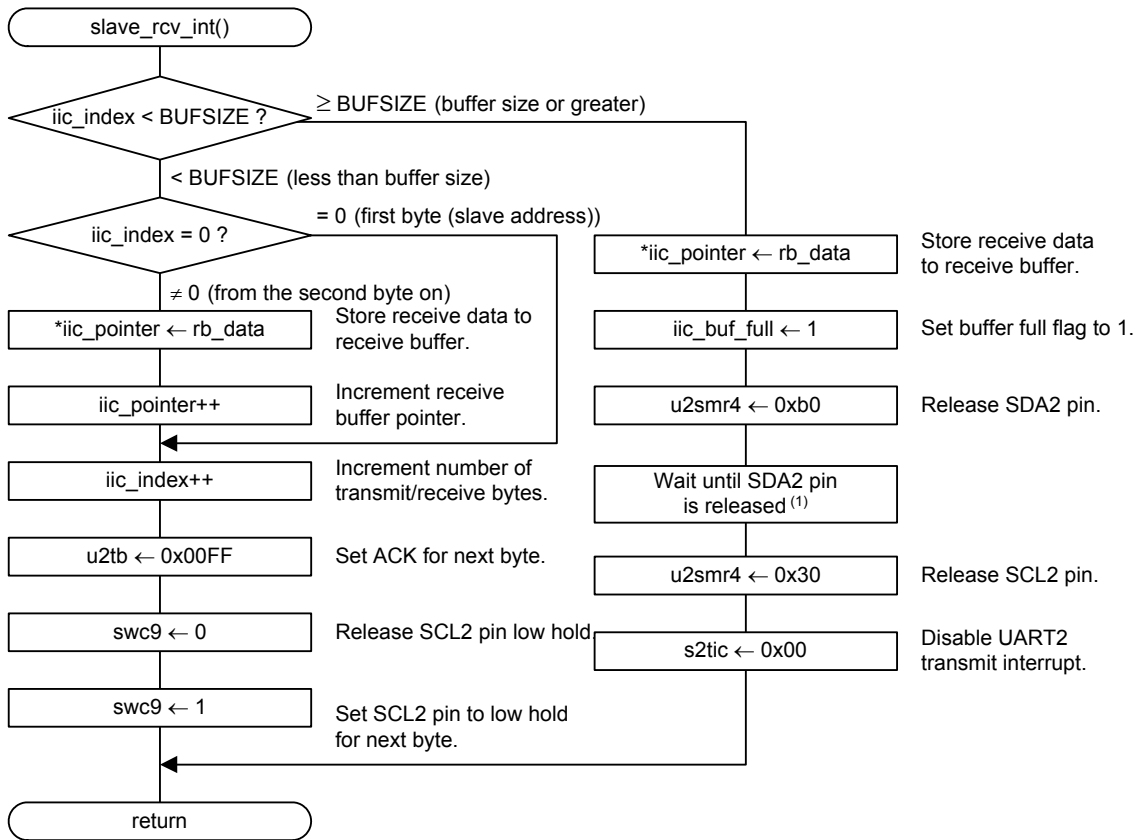 slave_rcv_int()
iic_index < BUFSIZE ?
≥ BUFSIZE (buffer size or greater)
< BUFSIZE (less than buffer size)
iic_index = 0 ?
= 0 (first byte (slave address))
≠ 0 (from the second byte on)
*iic_pointer ← rb_data
Store receive data to
receive buffer.
iic_pointer++
Increment receive
buffer pointer.
iic_index++
Increment number of
transmit/receive bytes.
u2tb ← 0x00FF
Set ACK for next byte.
swc9 ← 0
Release SCL2 pin low hold.
swc9 ← 1
Set SCL2 pin to low hold
for next byte.
*iic_pointer ← rb_data
Store receive data
to receive buffer.
iic_buf_full ← 1
Set buffer full flag to 1.
u2smr4 ← 0xb0
Release SDA2 pin.
Wait until SDA2 pin
is released (1)
u2smr4 ← 0x30
Release SCL2 pin.
s2tic ← 0x00
Disable UART2
transmit interrupt.
return